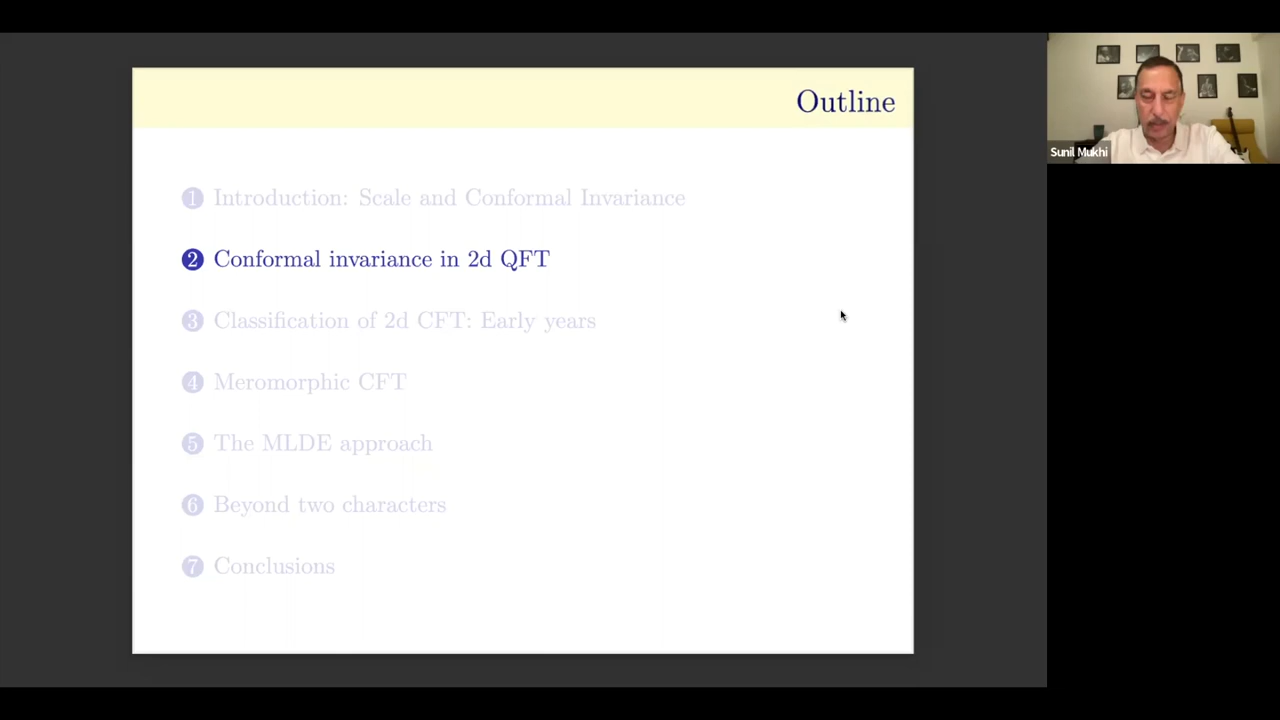 Outline
1 Introduction: Scale and Conformal Invariance
2 Conformal invariance in 2d QFT
3 Classification of 2d CFT: Early years
4 Meromorphic CFT
5 The MLDE approach
6 Beyond two characters
7 Conclusions
Sunil Mukhi